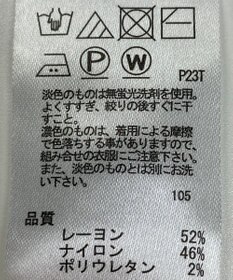 P W
P23T
淡色のものは無蛍光洗剤を使用。
よくすすぎ、絞りの後すぐに干
すこと。
濃色のものは、着用による摩擦
で色落ちする事がありますので、
組み合せの衣服にご注意下さい。
また、淡色のものとは別にお洗
い下さい。
105
品質
レーヨン 52%
ナイロン 46%
ポリウレタン 2%